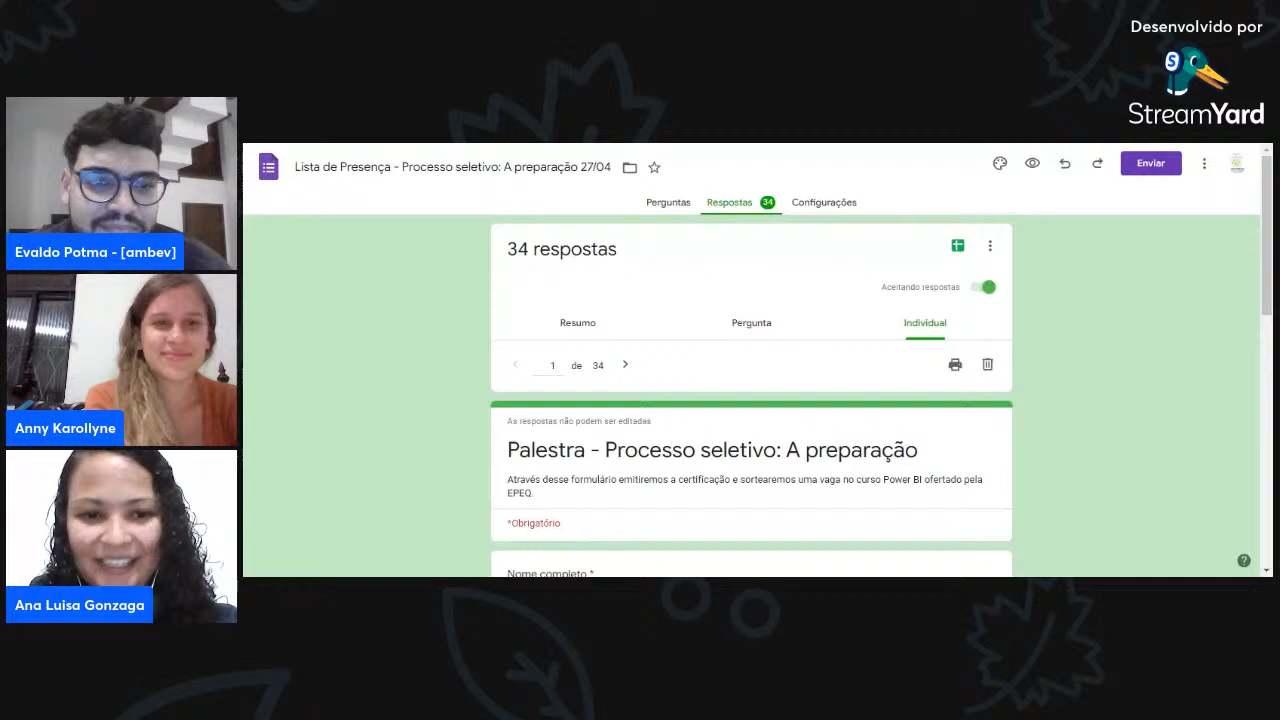 Desenvolvido por
StreamYard
Evaldo Potma - [ambev]
Anny Karollyne
Ana Luisa Gonzaga
Lista de Presença - Processo seletivo: A preparação 27/04
Enviar
Perguntas Respostas 34 Configurações
34 respostas
Aceitando respostas
Resumo Pergunta Individual
1 de 34
As respostas não podem ser editadas
Palestra - Processo seletivo: A preparação
Através desse formulário emitiremos a certificação e sortearemos uma vaga no curso Power BI ofertado pela
EPEQ.
*Obrigatório
Nome completo *